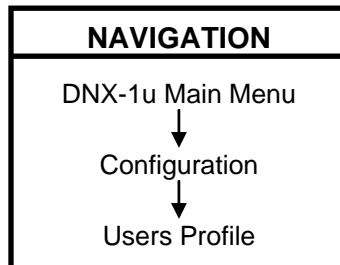 NAVIGATION
DNX-1u Main Menu
Configuration
Users Profile